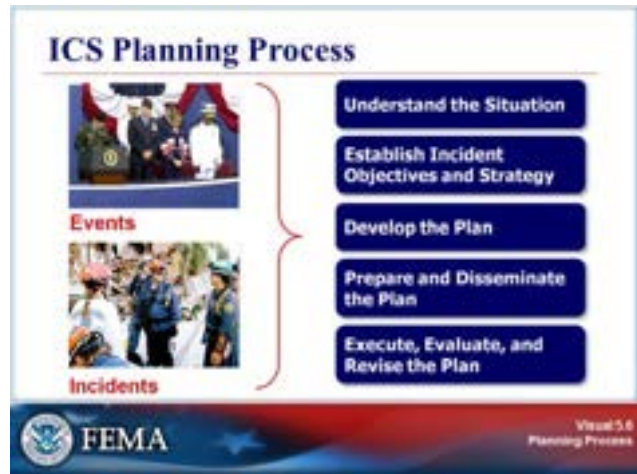 ICS Planning Process
Events
Incidents
Understand the Situation
Establish Incident
Objectives and Strategy
Develop the Plan
Prepare and Disseminate
the Plan
Execute, Evaluate, and
Revise the Plan
FEMA
Visual 5.6
Planning Process